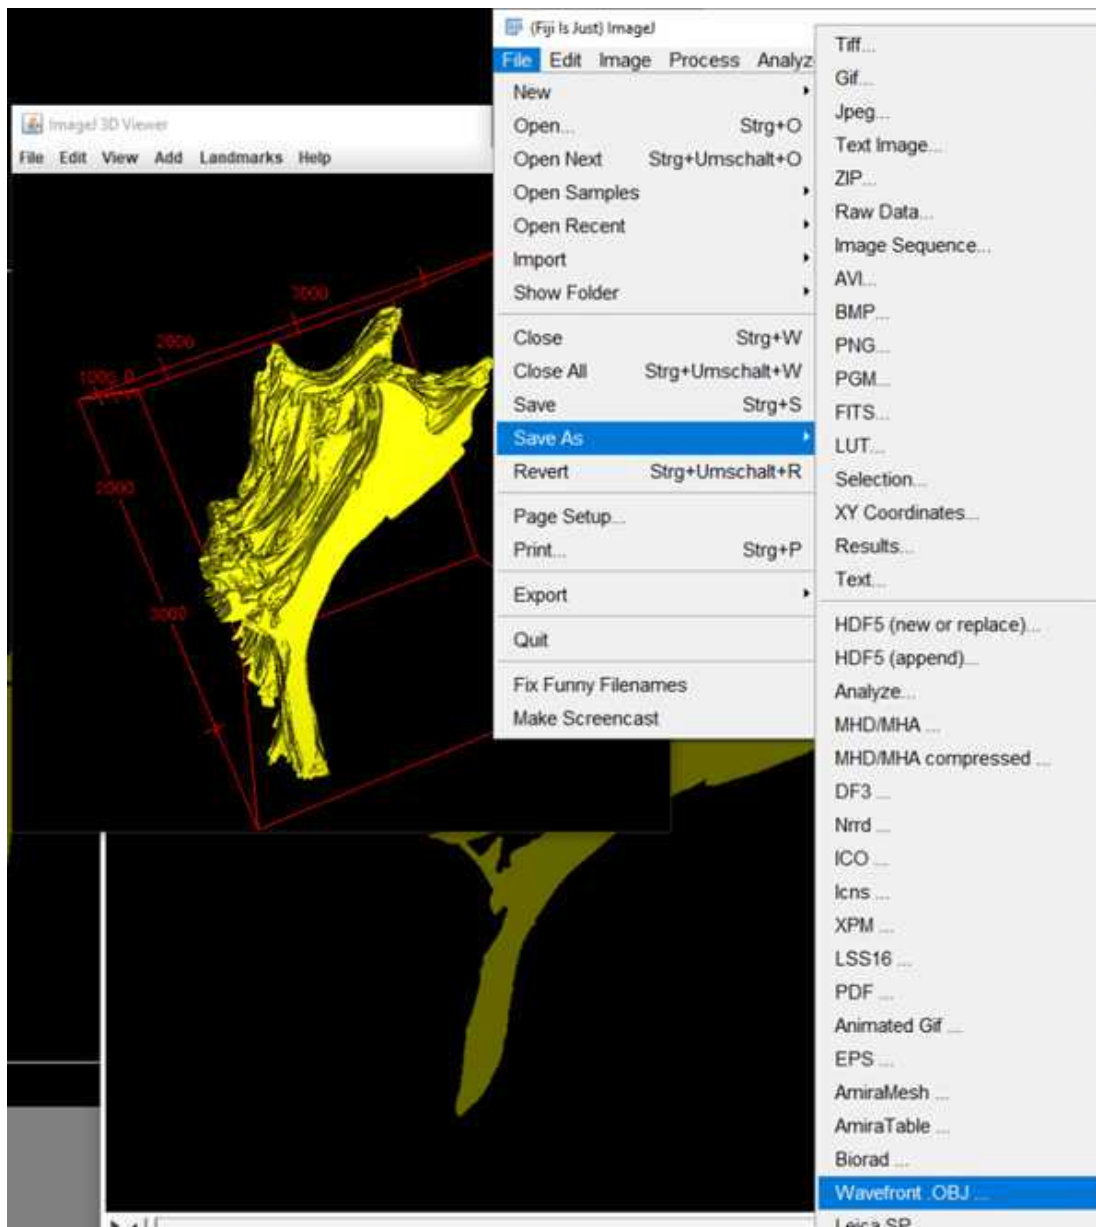 (Fiji Is Just) ImageJ
File Edit Image Process Analyz
New
Open... Strg+O
Open Next Strg+Umschalt+O
Open Samples
Open Recent
Import
Show Folder
Close Strg+W
Close All Strg+Umschalt+W
Save Strg+S
Save As
Revert Strg+Umschalt+R
Page Setup...
Print... Strg+P
Export
Quit
Fix Funny Filenames
Make Screencast
Tiff...
Gif...
Jpeg...
Text Image...
ZIP...
Raw Data...
Image Sequence...
AVI...
BMP...
PNG...
PGM...
FITS...
LUT...
Selection...
XY Coordinates...
Results...
Text...
HDF5 (new or replace)...
HDF5 (append)...
Analyze...
MHD/MHA ...
MHD/MHA compressed ...
DF3 ...
Nrrd ...
ICO ...
Icns ...
XPM ...
LSS16 ...
PDF ...
Animated Gif ...
EPS ...
AmiraMesh ...
AmiraTable ...
Biorad ...
Wavefront .OBJ ...
Leica SP
ImageJ 3D Viewer
File Edit View Add Landmarks Help
3000
2000
0
2000
3000